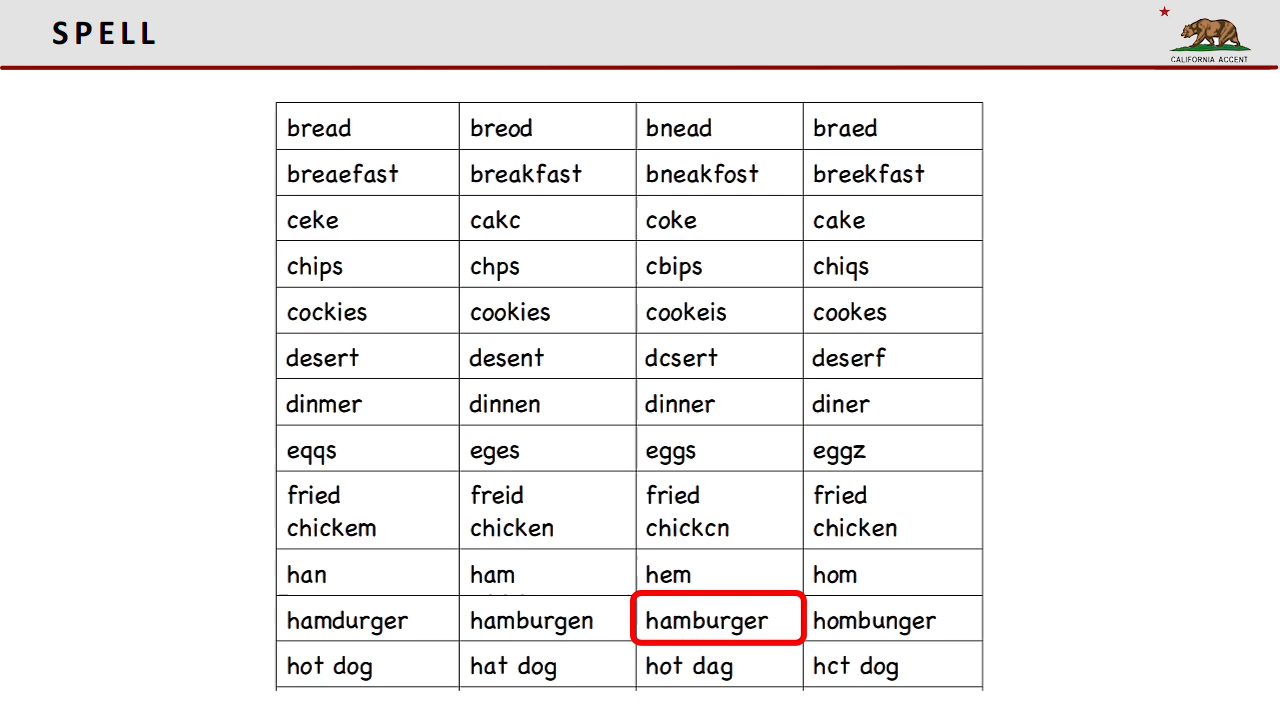 SPELL
CALIFORNIA ACCENT
bread breod bnead braed
breaefast breakfast bneakfost breekfast
ceke cakc coke cake
chips chps cbips chiqs
cockies cookies cookeis cookes
desert desent dcsert deserf
dinmer dinnen dinner diner
eqqs eges eggs eggz
fried freid fried fried
chickem chicken chickcn chicken
han ham hem hom
hamdurger hamburgen hamburger hombunger
hot dog hat dog hot dag hct dog